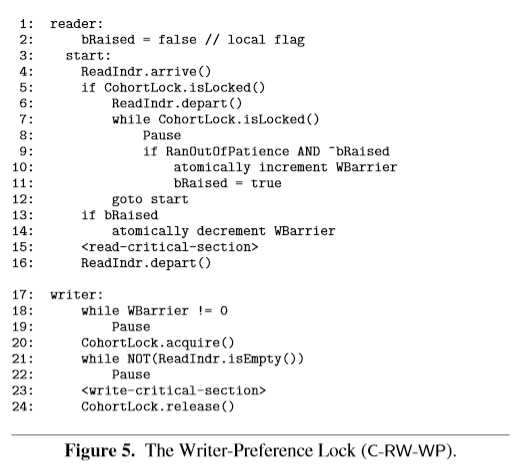 1: reader:
2: bRaised = false // local flag
3: start:
4: ReadIndr.arrive()
5: if CohortLock.isLocked()
6: ReadIndr.depart()
7: while CohortLock.isLocked()
8: Pause
9: if RanOutOfPatience AND ~bRaised
10: atomically increment WBarrier
11: bRaised = true
12: goto start
13: if bRaised
14: atomically decrement WBarrier
15: <read-critical-section>
16: ReadIndr.depart()
17: writer:
18: while WBarrier != 0
19: Pause
20: CohortLock.acquire()
21: while NOT(ReadIndr.isEmpty())
22: Pause
23: <write-critical-section>
24: CohortLock.release()
Figure 5. The Writer-Preference Lock (C-RW-WP).